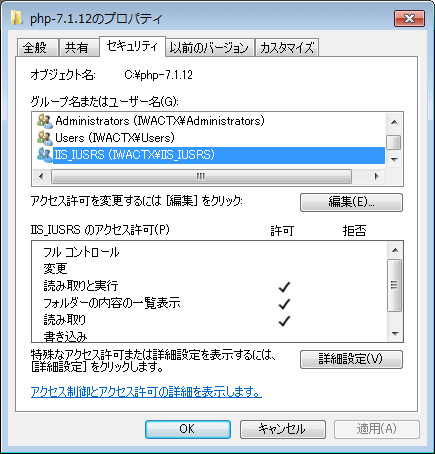 php-7.1.12のプロパティ
全般 共有 セキュリティ 以前のバージョン カスタマイズ
オブジェクト名: C:¥php-7.1.12
グループ名またはユーザー名(G):
Administrators (IWACTX¥Administrators)
Users (IWACTX¥Users)
IIS_IUSRS (IWACTX¥IIS_IUSRS)
アクセス許可を変更するには [編集] をクリック: 編集(E)...
IIS_IUSRS のアクセス許可(P) 許可 拒否
フル コントロール
変更
読み取りと実行
フォルダーの内容の一覧表示
読み取り
書き込み
特殊なアクセス許可または詳細設定を表示するには、
[詳細設定] をクリックします。 詳細設定(V)
アクセス制御とアクセス許可の詳細を表示します。
OK キャンセル 適用(A)